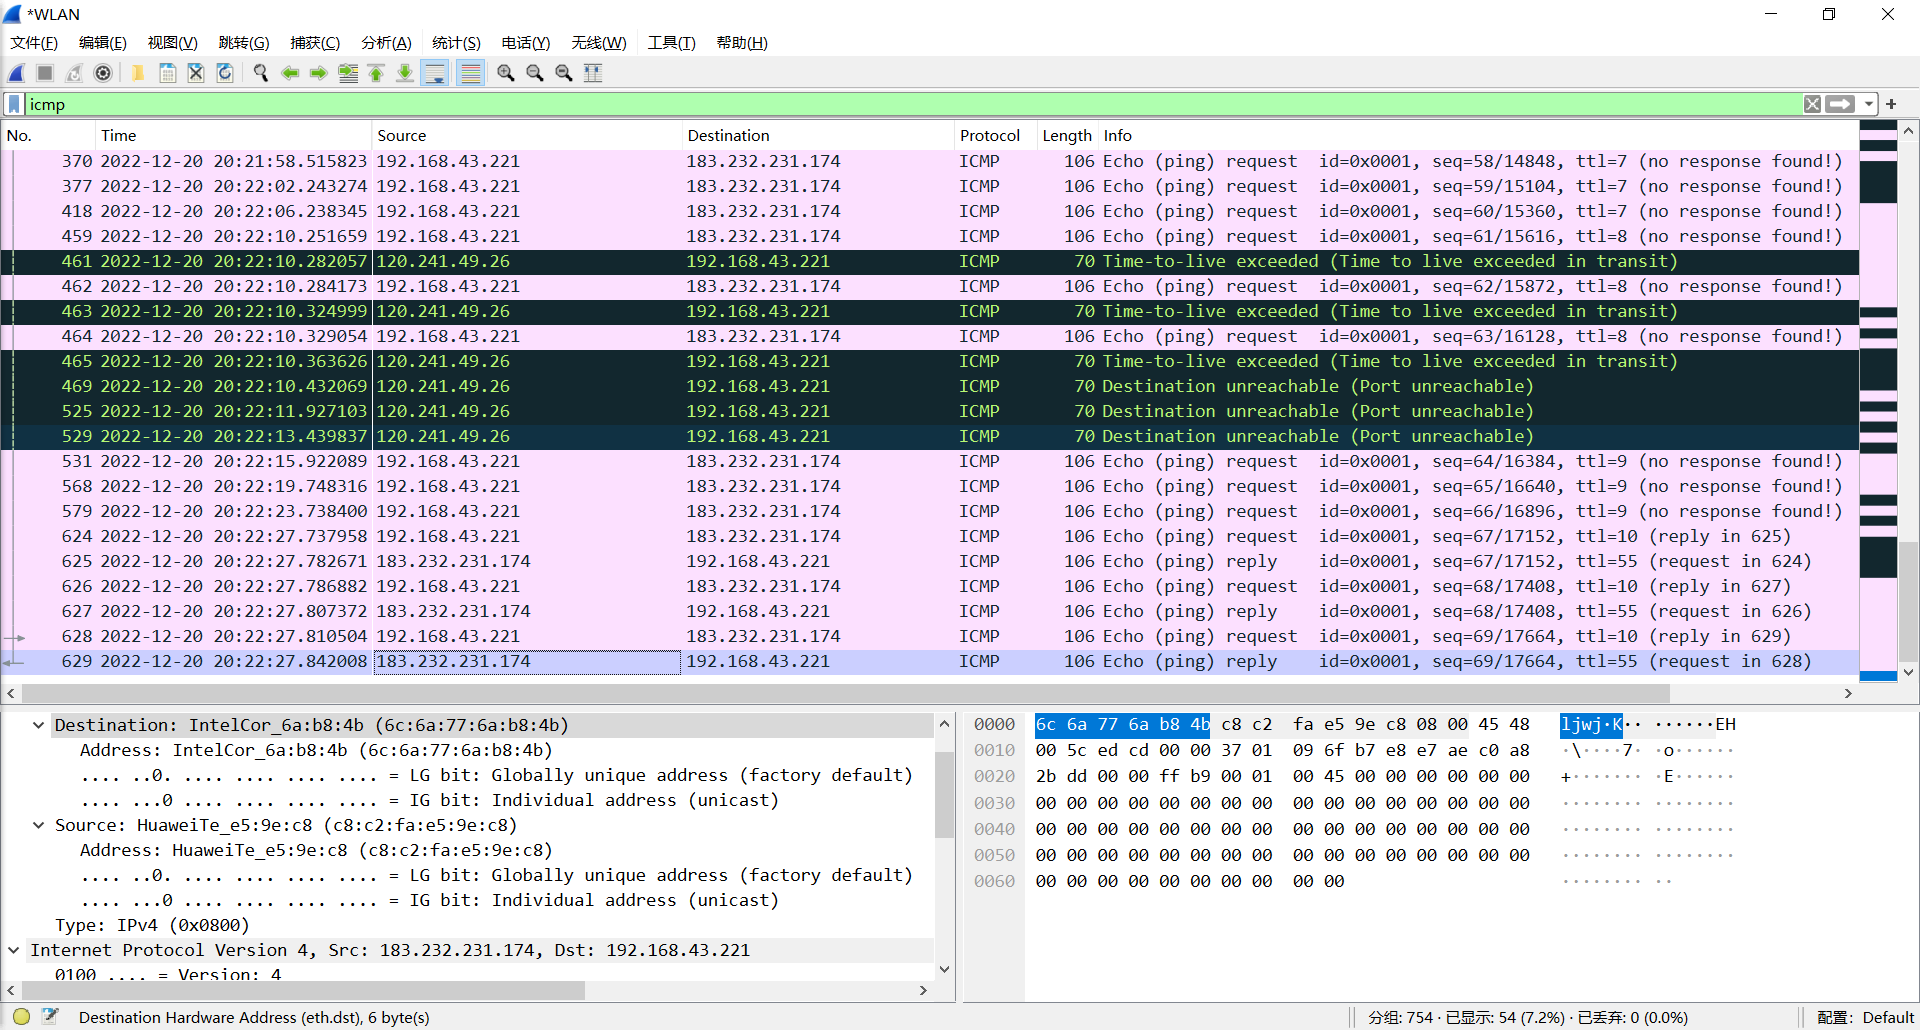 *WLAN
文件(F) 编辑(E) 视图(V) 跳转(G) 捕获(C) 分析(A) 统计(S) 电话(Y) 无线(W) 工具(T) 帮助(H)
icmp
No. Time Source Destination Protocol Length Info
370 2022-12-20 20:21:58.515823 192.168.43.221 183.232.231.174 ICMP 106 Echo (ping) request id=0x0001, seq=58/14848, ttl=7 (no response found!)
377 2022-12-20 20:22:02.243274 192.168.43.221 183.232.231.174 ICMP 106 Echo (ping) request id=0x0001, seq=59/15104, ttl=7 (no response found!)
418 2022-12-20 20:22:06.238345 192.168.43.221 183.232.231.174 ICMP 106 Echo (ping) request id=0x0001, seq=60/15360, ttl=7 (no response found!)
459 2022-12-20 20:22:10.251659 192.168.43.221 183.232.231.174 ICMP 106 Echo (ping) request id=0x0001, seq=61/15616, ttl=8 (no response found!)
461 2022-12-20 20:22:10.282057 120.241.49.26 192.168.43.221 ICMP 70 Time-to-live exceeded (Time to live exceeded in transit)
462 2022-12-20 20:22:10.284173 192.168.43.221 183.232.231.174 ICMP 106 Echo (ping) request id=0x0001, seq=62/15872, ttl=8 (no response found!)
463 2022-12-20 20:22:10.324999 120.241.49.26 192.168.43.221 ICMP 70 Time-to-live exceeded (Time to live exceeded in transit)
464 2022-12-20 20:22:10.329054 192.168.43.221 183.232.231.174 ICMP 106 Echo (ping) request id=0x0001, seq=63/16128, ttl=8 (no response found!)
465 2022-12-20 20:22:10.363626 120.241.49.26 192.168.43.221 ICMP 70 Time-to-live exceeded (Time to live exceeded in transit)
469 2022-12-20 20:22:10.432069 120.241.49.26 192.168.43.221 ICMP 70 Destination unreachable (Port unreachable)
525 2022-12-20 20:22:11.927103 120.241.49.26 192.168.43.221 ICMP 70 Destination unreachable (Port unreachable)
529 2022-12-20 20:22:13.439837 120.241.49.26 192.168.43.221 ICMP 70 Destination unreachable (Port unreachable)
531 2022-12-20 20:22:15.922089 192.168.43.221 183.232.231.174 ICMP 106 Echo (ping) request id=0x0001, seq=64/16384, ttl=9 (no response found!)
568 2022-12-20 20:22:19.748316 192.168.43.221 183.232.231.174 ICMP 106 Echo (ping) request id=0x0001, seq=65/16640, ttl=9 (no response found!)
579 2022-12-20 20:22:23.738400 192.168.43.221 183.232.231.174 ICMP 106 Echo (ping) request id=0x0001, seq=66/16896, ttl=9 (no response found!)
624 2022-12-20 20:22:27.737958 192.168.43.221 183.232.231.174 ICMP 106 Echo (ping) request id=0x0001, seq=67/17152, ttl=10 (reply in 625)
625 2022-12-20 20:22:27.782671 183.232.231.174 192.168.43.221 ICMP 106 Echo (ping) reply id=0x0001, seq=67/17152, ttl=55 (request in 624)
626 2022-12-20 20:22:27.786882 192.168.43.221 183.232.231.174 ICMP 106 Echo (ping) request id=0x0001, seq=68/17408, ttl=10 (reply in 627)
627 2022-12-20 20:22:27.807372 183.232.231.174 192.168.43.221 ICMP 106 Echo (ping) reply id=0x0001, seq=68/17408, ttl=55 (request in 626)
628 2022-12-20 20:22:27.810504 192.168.43.221 183.232.231.174 ICMP 106 Echo (ping) request id=0x0001, seq=69/17664, ttl=10 (reply in 629)
629 2022-12-20 20:22:27.842008 183.232.231.174 192.168.43.221 ICMP 106 Echo (ping) reply id=0x0001, seq=69/17664, ttl=55 (request in 628)
Destination: IntelCor_6a:b8:4b (6c:6a:77:6a:b8:4b)
Address: IntelCor_6a:b8:4b (6c:6a:77:6a:b8:4b)
.... ..0. .... .... .... .... = LG bit: Globally unique address (factory default)
.... ...0 .... .... .... .... = IG bit: Individual address (unicast)
Source: HuaweiTe_e5:9e:c8 (c8:c2:fa:e5:9e:c8)
Address: HuaweiTe_e5:9e:c8 (c8:c2:fa:e5:9e:c8)
.... ..0. .... .... .... .... = LG bit: Globally unique address (factory default)
.... ...0 .... .... .... .... = IG bit: Individual address (unicast)
Type: IPv4 (0x0800)
Internet Protocol Version 4, Src: 183.232.231.174, Dst: 192.168.43.221
0100 .... = Version: 4
0000 6c 6a 77 6a b8 4b c8 c2 fa e5 9e c8 08 00 45 48 ljwj·K·· ······EH
0010 00 5c ed cd 00 00 37 01 09 6f b7 e8 e7 ae c0 a8 ·\····7· ·o······
0020 2b dd 00 00 ff b9 00 01 00 45 00 00 00 00 00 00 +······· ·E······
0030 00 00 00 00 00 00 00 00 00 00 00 00 00 00 00 00 ········ ········
0040 00 00 00 00 00 00 00 00 00 00 00 00 00 00 00 00 ········ ········
0050 00 00 00 00 00 00 00 00 00 00 00 00 00 00 00 00 ········ ········
0060 00 00 00 00 00 00 00 00 00 00 ········ ··
Destination Hardware Address (eth.dst), 6 byte(s) 分组: 754 · 已显示: 54 (7.2%) · 已丢弃: 0 (0.0%) 配置: Default